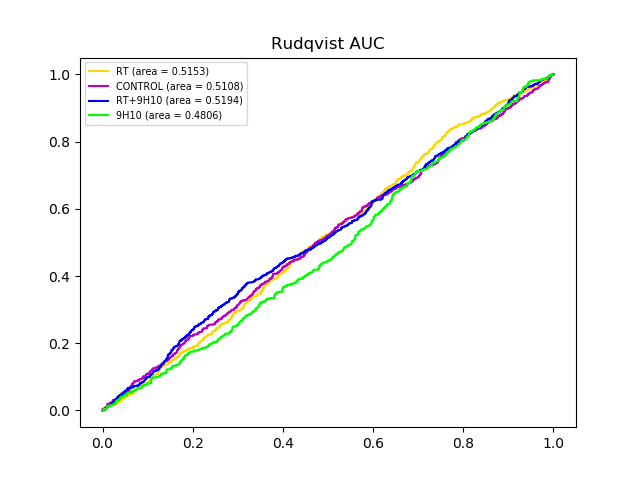 Rudqvist AUC
RT (area = 0.5153)
CONTROL (area = 0.5108)
RT+9H10 (area = 0.5194)
9H10 (area = 0.4806)
1.0
0.8
0.6
0.4
0.2
0.0
0.0 0.2 0.4 0.6 0.8 1.0